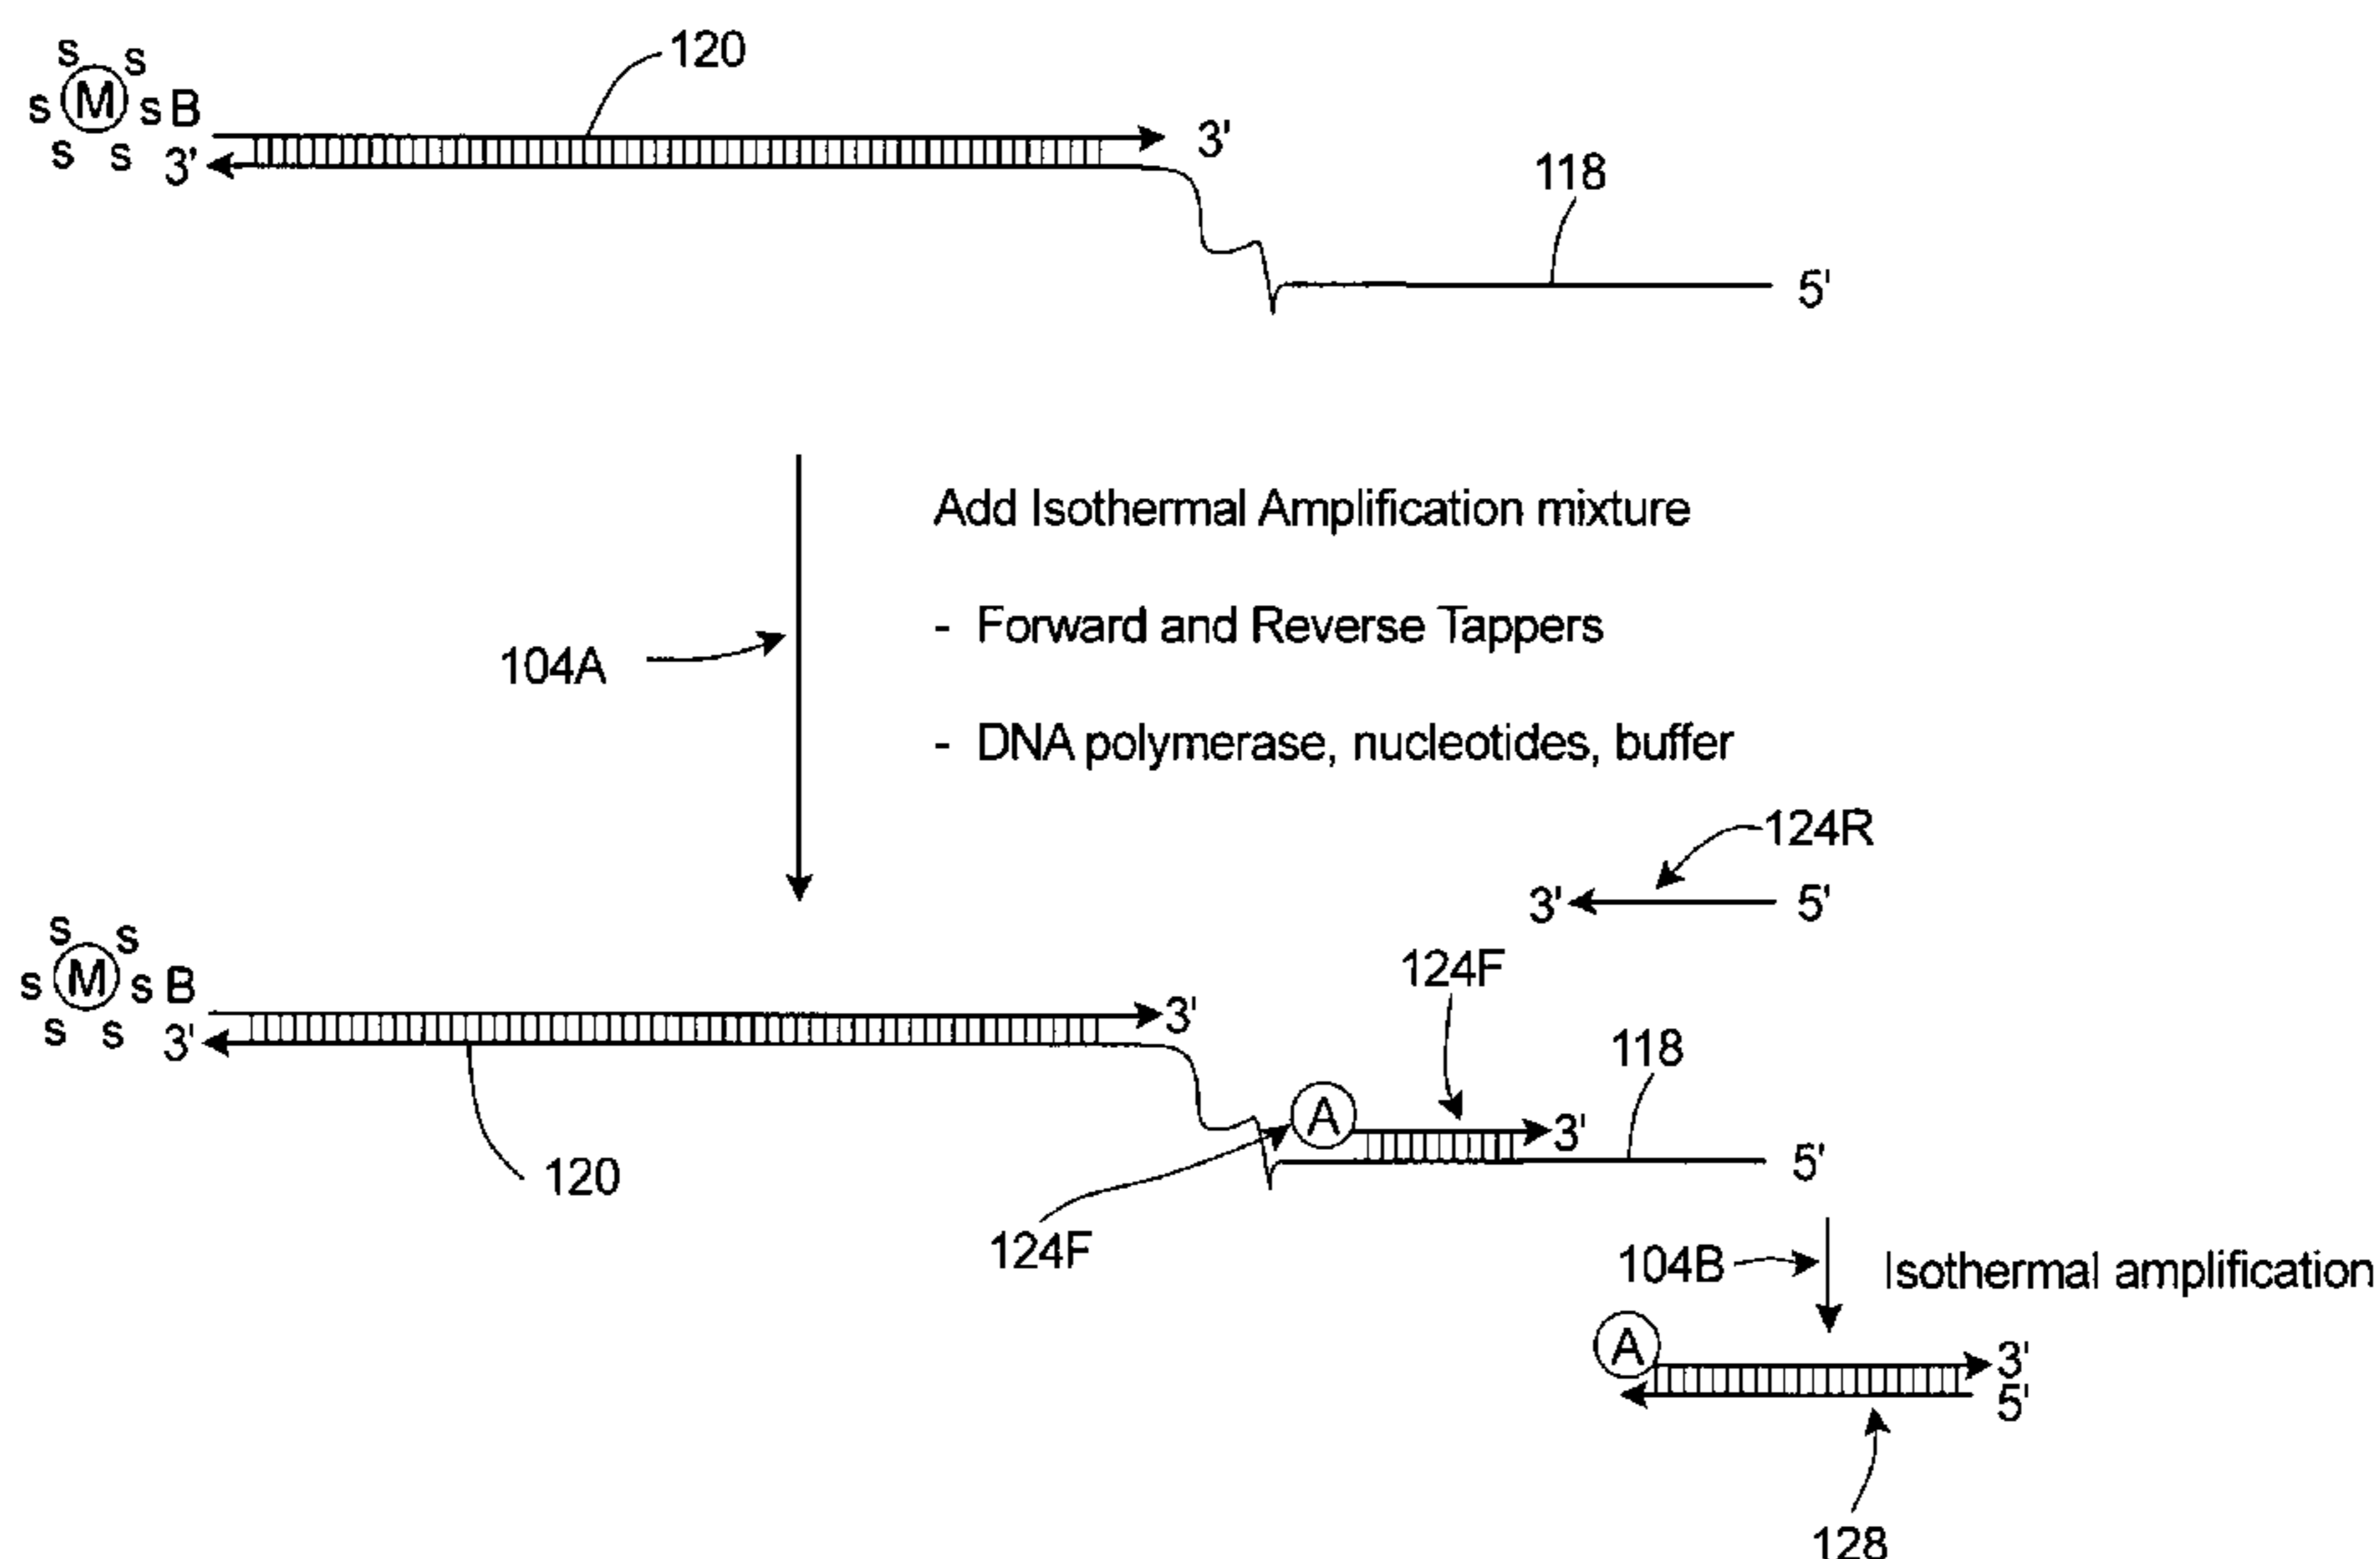 120
s s
s M s B
s s 3'
3'
118
5'
Add Isothermal Amplification mixture
- Forward and Reverse Tappers
104A
- DNA polymerase, nucleotides, buffer
124R
3' 5'
s s
s M s B
s s 3'
3'
124F
118
A 3'
5'
120
124F
104B Isothermal amplification
A 3'
5'
128